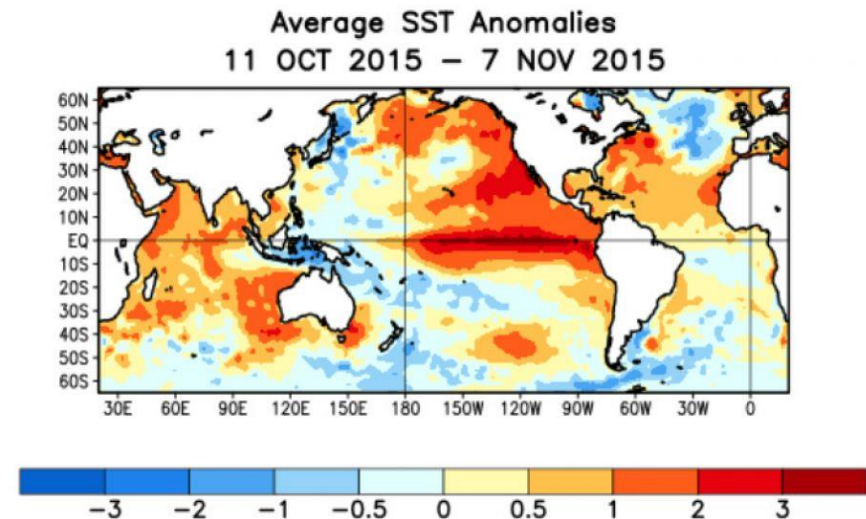 Average SST Anomalies
11 OCT 2015 – 7 NOV 2015
60N
50N
40N
30N
20N
10N
EQ
10S
20S
30S
40S
50S
60S
30E 60E 90E 120E 150E 180 150W 120W 90W 60W 30W 0
-3 -2 -1 -0.5 0 0.5 1 2 3